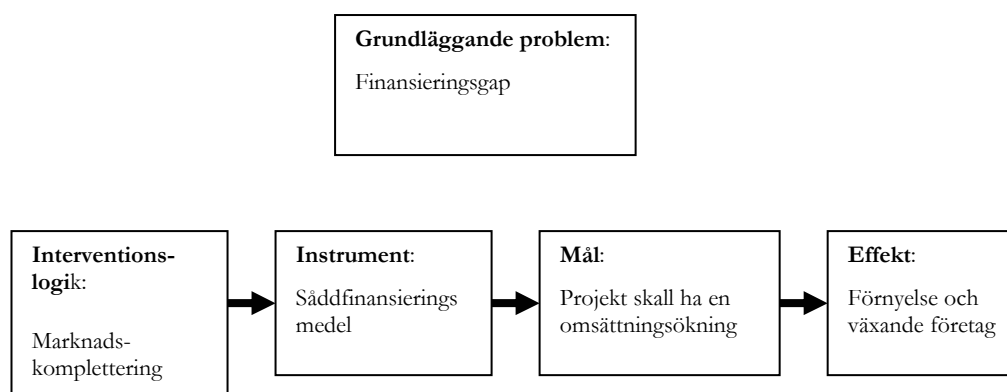 Grundläggande problem:
Finansieringsgap
Interventions-
logik:
Marknads-
komplettering
Instrument:
Såddfinansierings
medel
Mål:
Projekt skall ha en
omsättningsökning
Effekt:
Förnyelse och
växande företag